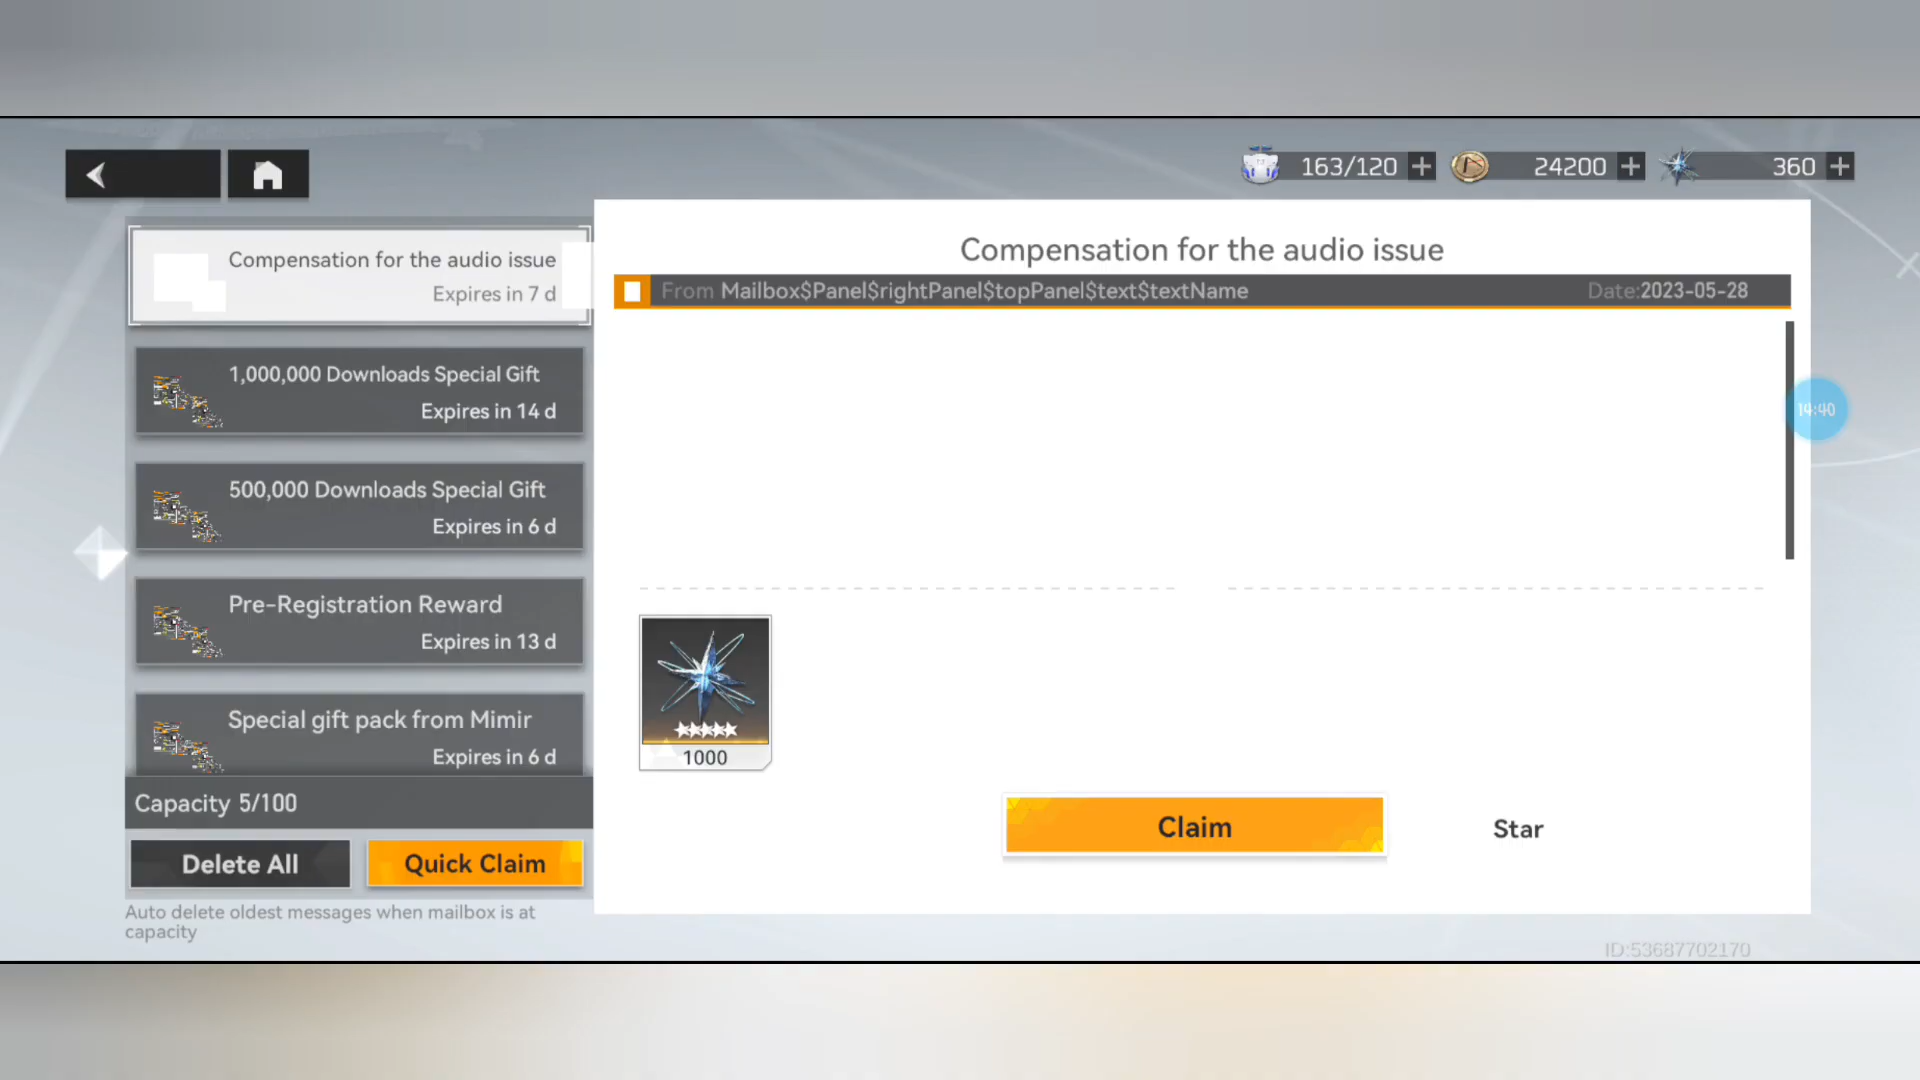 163/120
24200
360
Compensation for the audio issue
Expires in 7 d
1,000,000 Downloads Special Gift
Expires in 14 d
500,000 Downloads Special Gift
Expires in 6 d
Pre-Registration Reward
Expires in 13 d
Special gift pack from Mimir
Expires in 6 d
Capacity 5/100
Delete All
Quick Claim
Auto delete oldest messages when mailbox is at
capacity
Compensation for the audio issue
From Mailbox$Panel$rightPanel$topPanel$text$textName
Date:2023-05-28
14:40
1000
Claim
Star
ID:53687702170